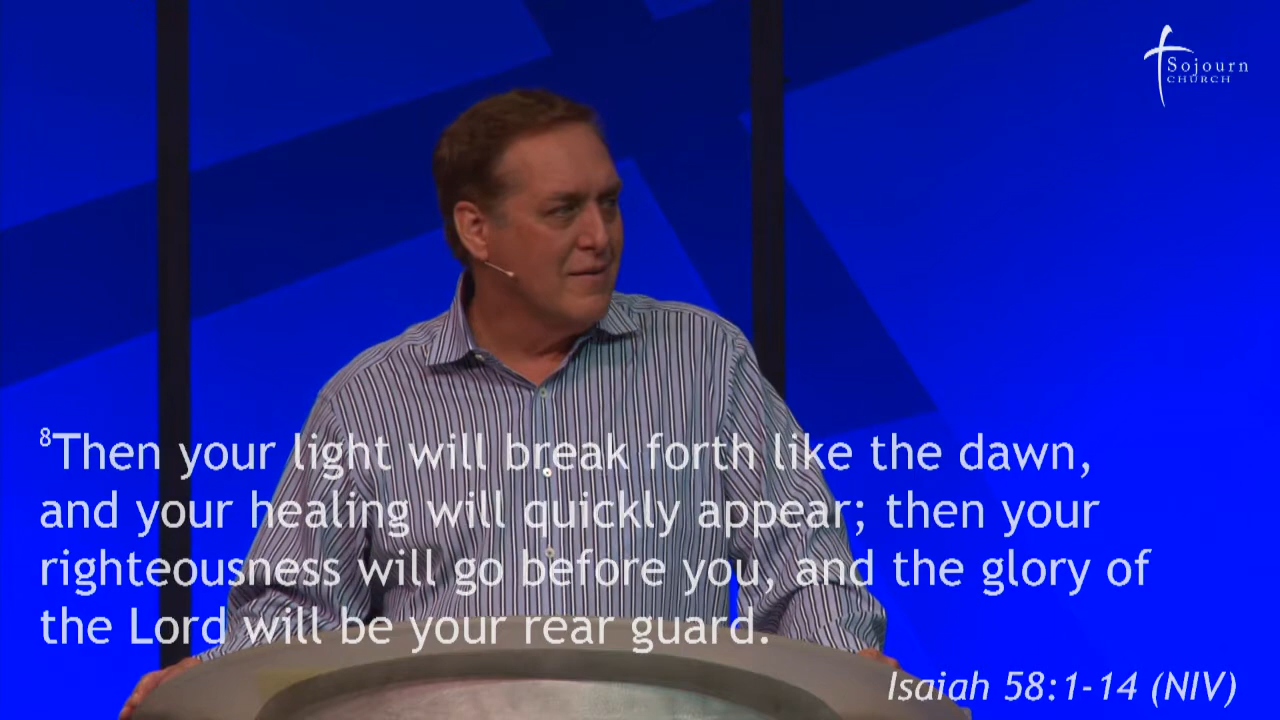 Sojourn
CHURCH
⁸Then your light will break forth like the dawn,
and your healing will quickly appear; then your
righteousness will go before you, and the glory of
the Lord will be your rear guard.
Isaiah 58:1-14 (NIV)